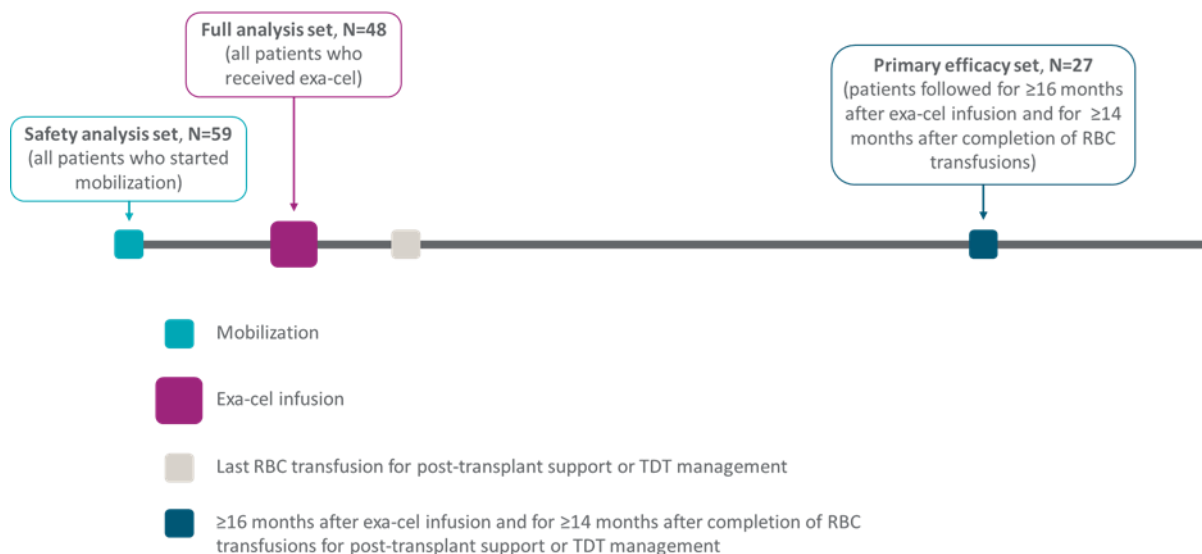 Full analysis set, N=48
(all patients who
received exa-cel)
Primary efficacy set, N=27
(patients followed for ≥16 months
after exa-cel infusion and for ≥14
months after completion of RBC
transfusions)
Safety analysis set, N=59
(all patients who started
mobilization)
Mobilization
Exa-cel infusion
Last RBC transfusion for post-transplant support or TDT management
≥16 months after exa-cel infusion and for ≥14 months after completion of RBC
transfusions for post-transplant support or TDT management